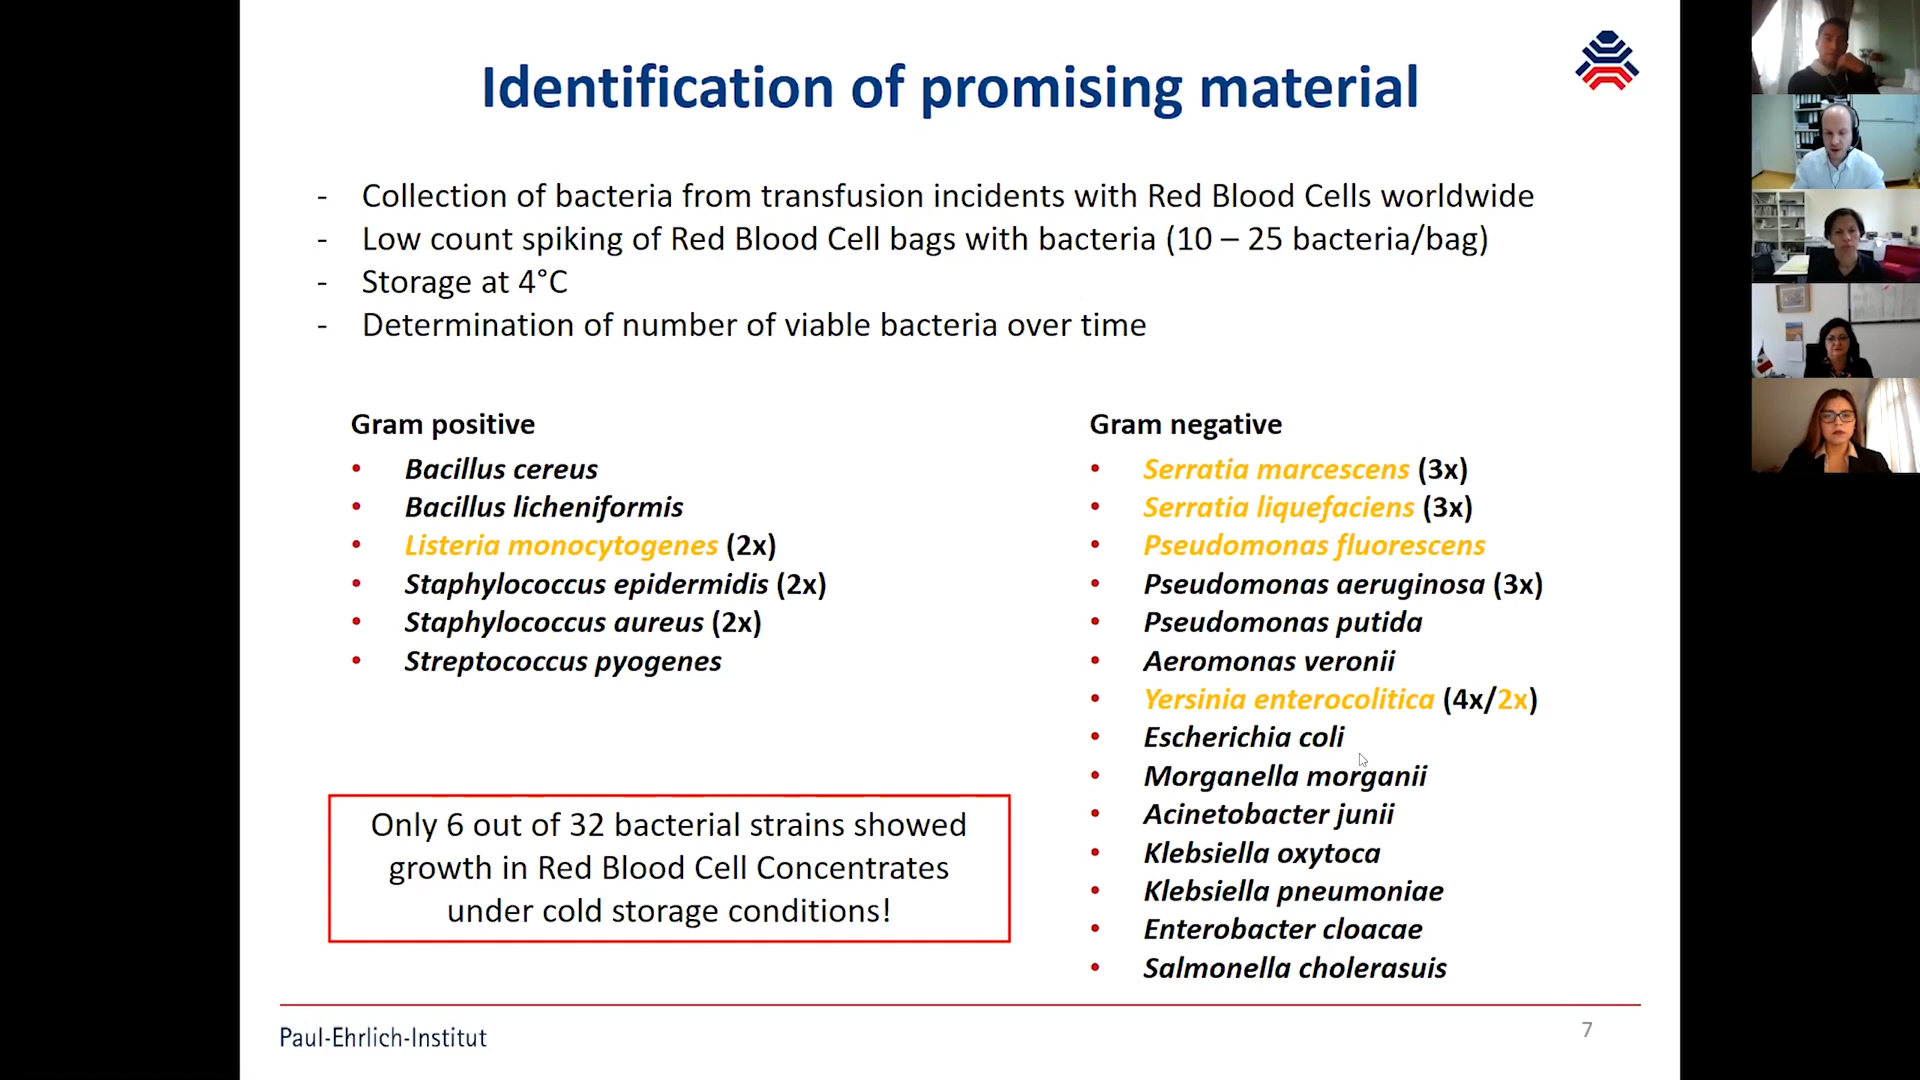 Identification of promising material
- Collection of bacteria from transfusion incidents with Red Blood Cells worldwide
- Low count spiking of Red Blood Cell bags with bacteria (10 – 25 bacteria/bag)
- Storage at 4°C
- Determination of number of viable bacteria over time
Gram positive
• Bacillus cereus
• Bacillus licheniformis
• Listeria monocytogenes (2x)
• Staphylococcus epidermidis (2x)
• Staphylococcus aureus (2x)
• Streptococcus pyogenes
Only 6 out of 32 bacterial strains showed
growth in Red Blood Cell Concentrates
under cold storage conditions!
Gram negative
• Serratia marcescens (3x)
• Serratia liquefaciens (3x)
• Pseudomonas fluorescens
• Pseudomonas aeruginosa (3x)
• Pseudomonas putida
• Aeromonas veronii
• Yersinia enterocolitica (4x/2x)
• Escherichia coli
• Morganella morganii
• Acinetobacter junii
• Klebsiella oxytoca
• Klebsiella pneumoniae
• Enterobacter cloacae
• Salmonella cholerasuis
Paul-Ehrlich-Institut
7